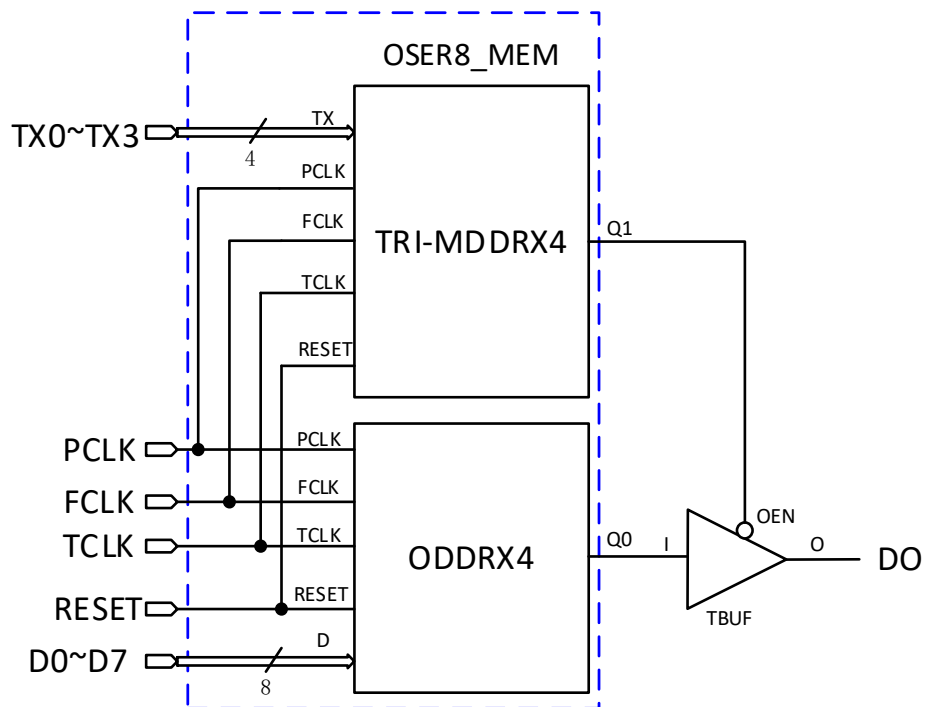 OSER8_MEM
TX0~TX3
4
TX
PCLK
FCLK
TCLK
RESET
TRI-MDDRX4
Q1
PCLK
FCLK
TCLK
RESET
D0~D7
8
PCLK
FCLK
TCLK
RESET
D
ODDRX4
Q0
I
OEN
O
DO
TBUF